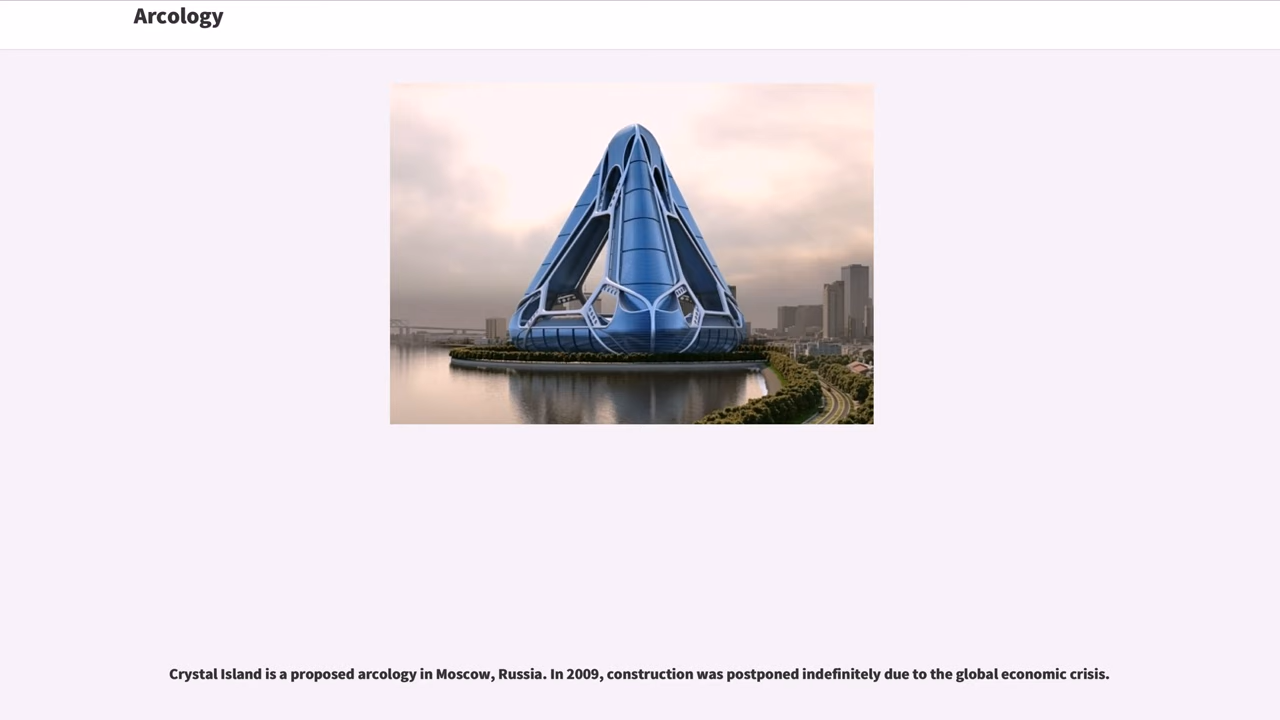 Arcology
Crystal Island is a proposed arcology in Moscow, Russia. In 2009, construction was postponed indefinitely due to the global economic crisis.